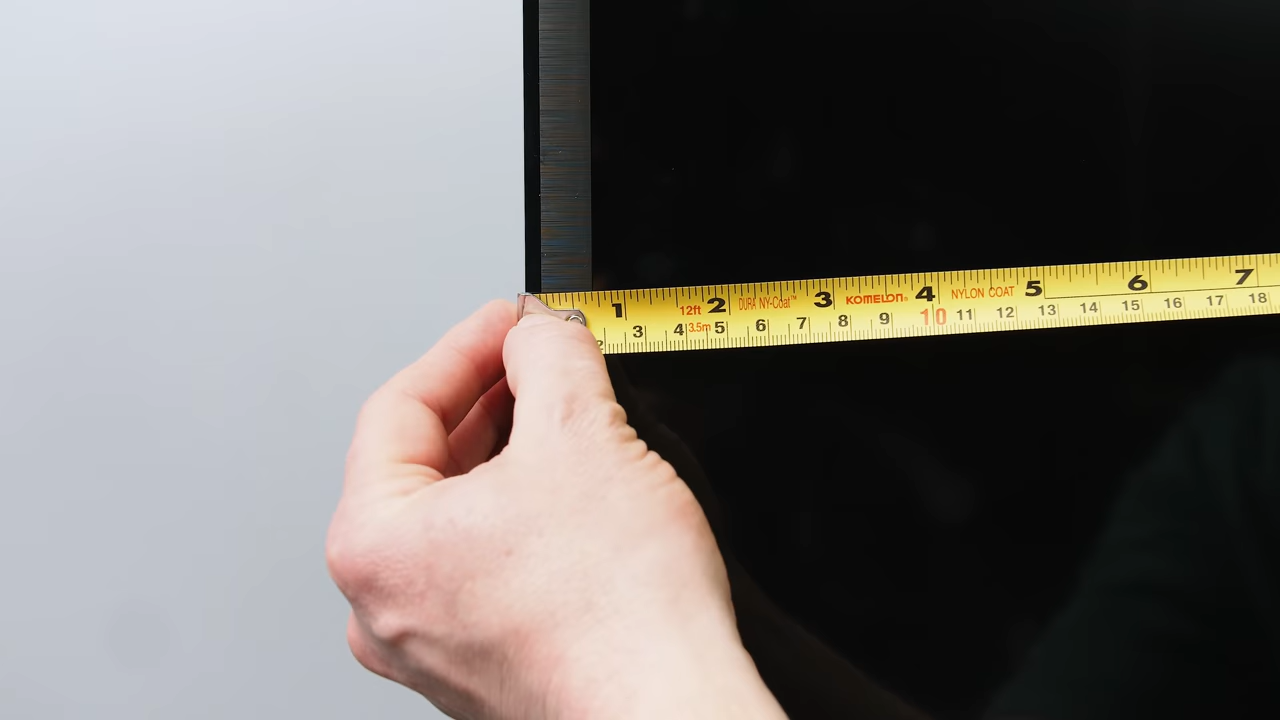 1 12ft 2 DURA NY-Coat™ 3 KOMELON® 4 NYLON COAT 5 6 7
2 3 4 3.5m 5 6 7 8 9 10 11 12 13 14 15 16 17 18